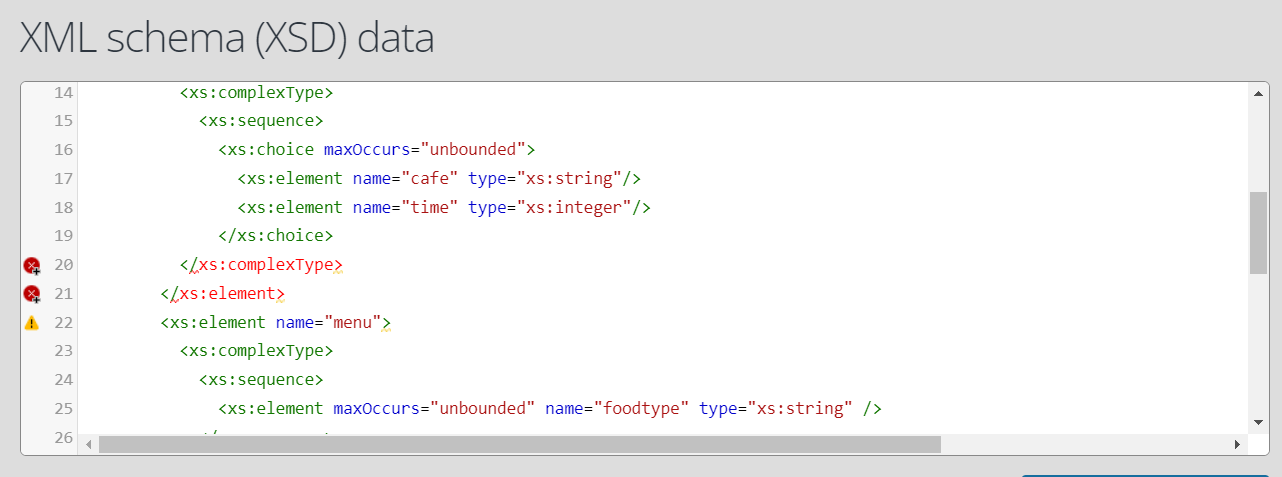 XML schema (XSD) data
14 <xs:complexType>
15 <xs:sequence>
16 <xs:choice maxOccurs="unbounded">
17 <xs:element name="cafe" type="xs:string"/>
18 <xs:element name="time" type="xs:integer"/>
19 </xs:choice>
20 </xs:complexType>
21 </xs:element>
22 <xs:element name="menu">
23 <xs:complexType>
24 <xs:sequence>
25 <xs:element maxOccurs="unbounded" name="foodtype" type="xs:string" />
26